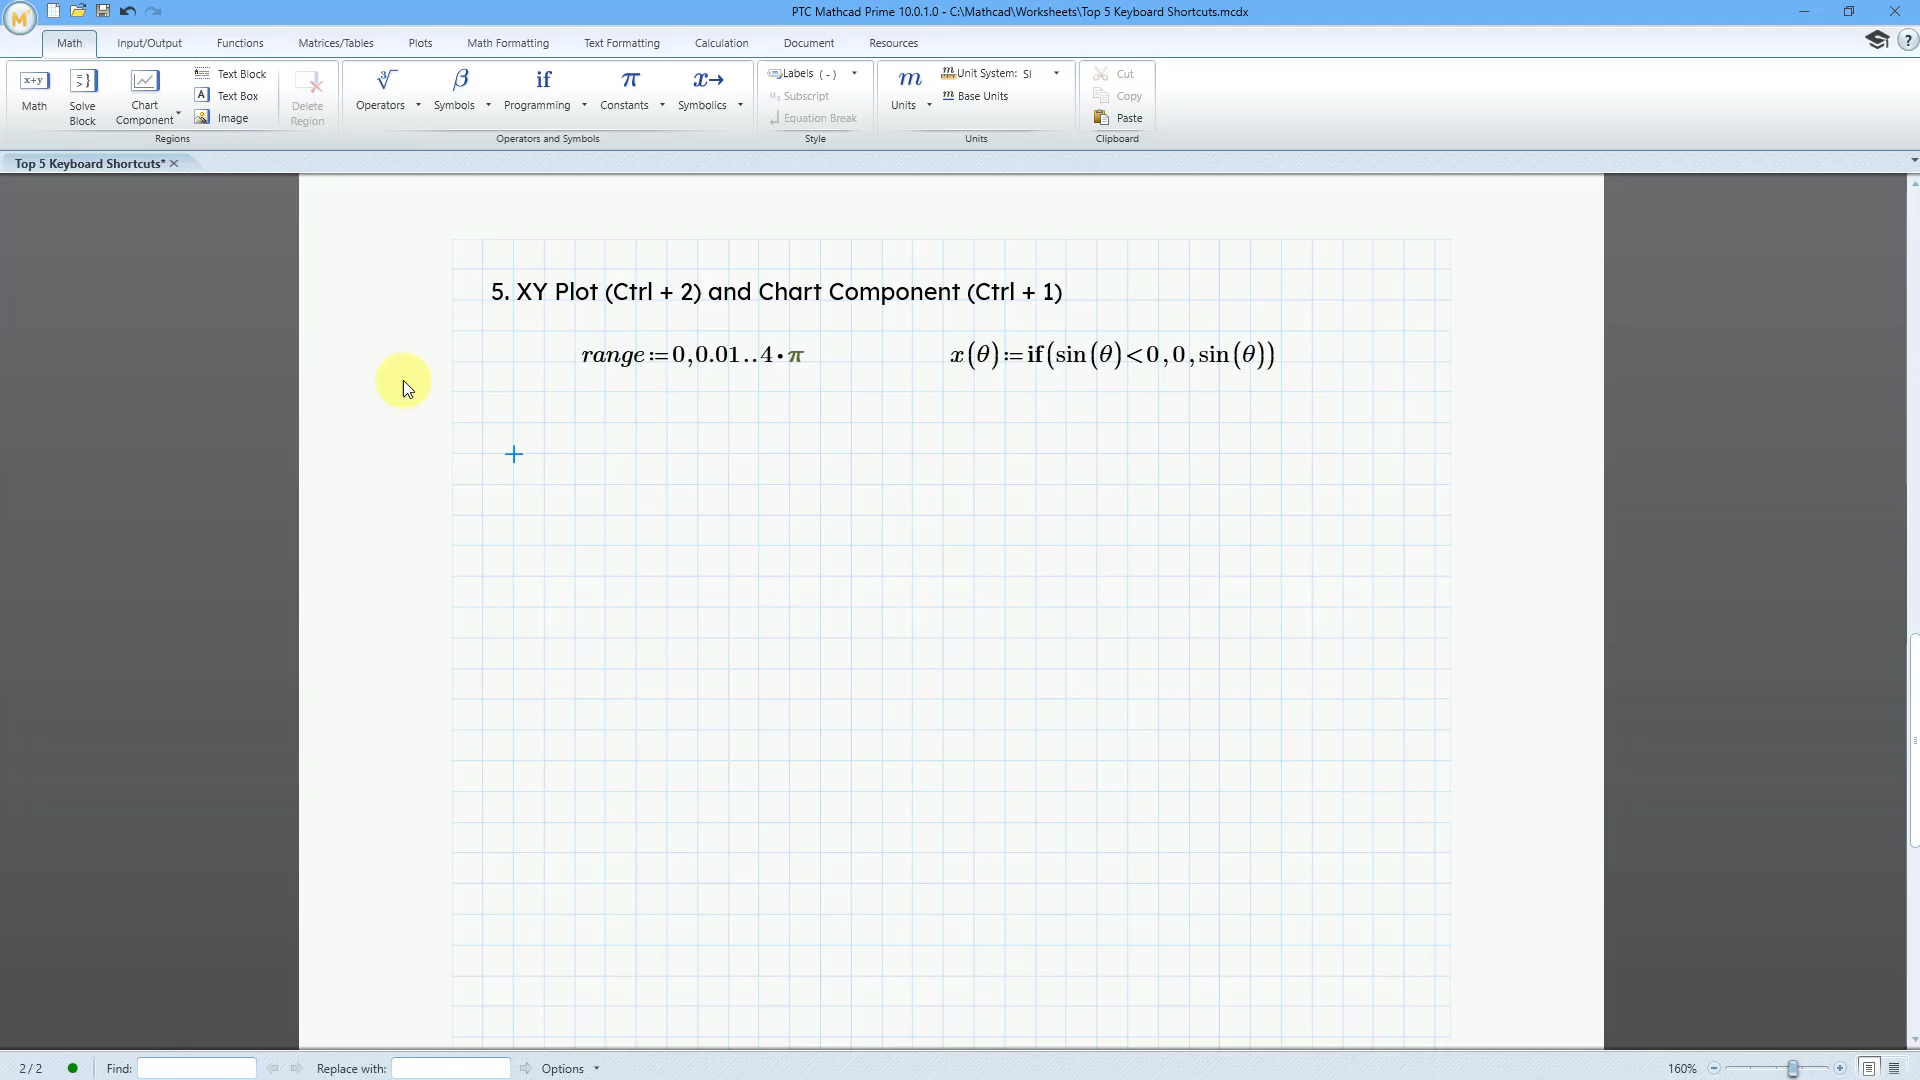 PTC Mathcad Prime 10.0.1.0 - C:\Mathcad\Worksheets\Top 5 Keyboard Shortcuts.mcdx
Math Input/Output Functions Matrices/Tables Plots Math Formatting Text Formatting Calculation Document Resources
x+y Math
Solve Block
Chart Component
Text Block
Text Box
Image
Delete Region
Regions
Operators
β Symbols
if Programming
π Constants
x→ Symbolics
Operators and Symbols
Labels ( - )
Subscript
Equation Break
Style
m Units
Unit System: SI
m Base Units
Units
Cut
Copy
Paste
Clipboard
Top 5 Keyboard Shortcuts*
5. XY Plot (Ctrl + 2) and Chart Component (Ctrl + 1)
range:=0,0.01..4•π
x(θ):=if(sin(θ)<0,0,sin(θ))
2 / 2 Find: Replace with: Options 160%